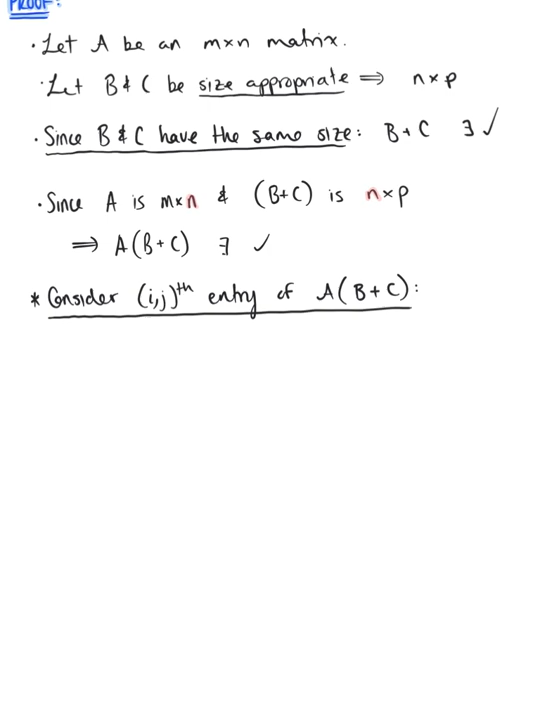 PROOF:
· Let A be an m×n matrix.
· Let B & C be size appropriate ⟹ n×p
· Since B & C have the same size: B+C ∃ ✓
· Since A is m×n & (B+C) is n×p
⟹ A(B+C) ∃ ✓
* Consider (i,j)th entry of A(B+C):